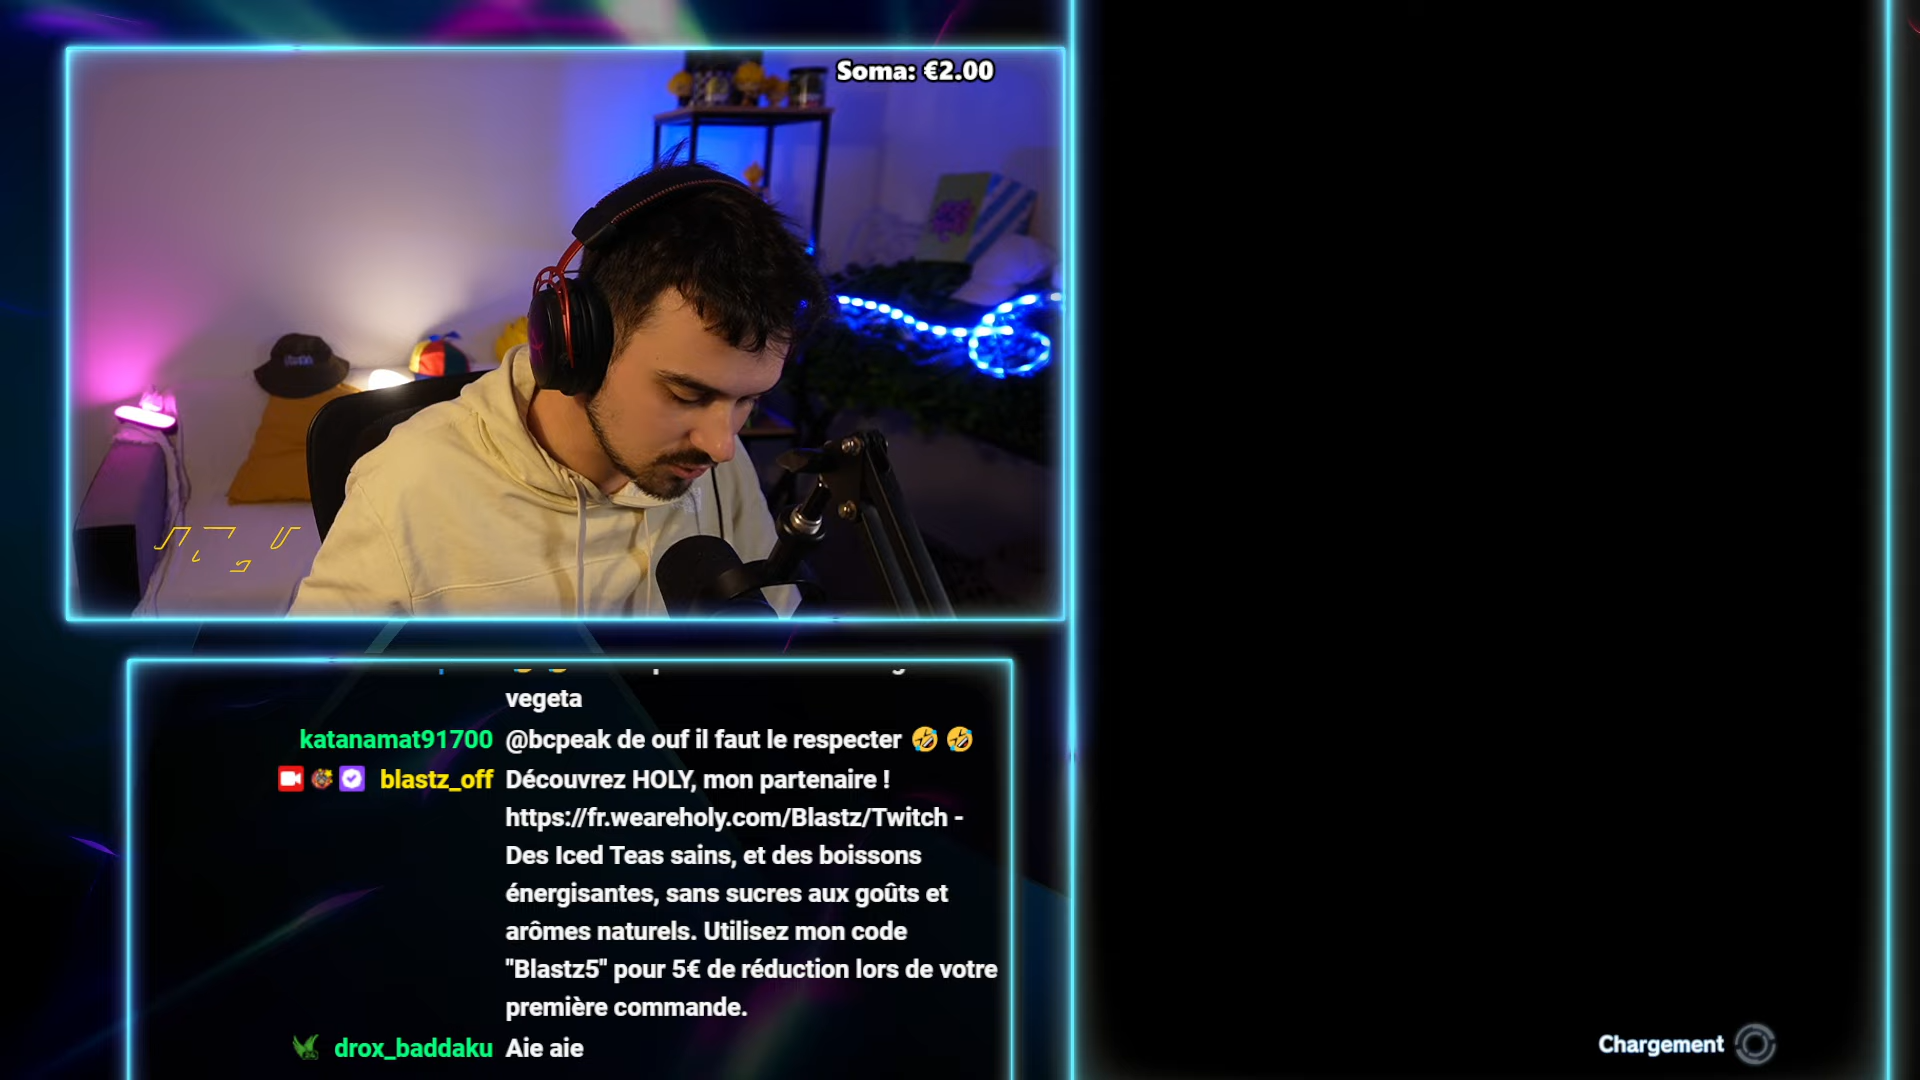 Soma: €2.00
vegeta
katanamat91700 @bcpeak de ouf il faut le respecter 🤣 🤣
blastz_off Découvrez HOLY, mon partenaire !
https://fr.weareholy.com/Blastz/Twitch -
Des Iced Teas sains, et des boissons
énergisantes, sans sucres aux goûts et
arômes naturels. Utilisez mon code
"Blastz5" pour 5€ de réduction lors de votre
première commande.
drox_baddaku Aie aie
Chargement